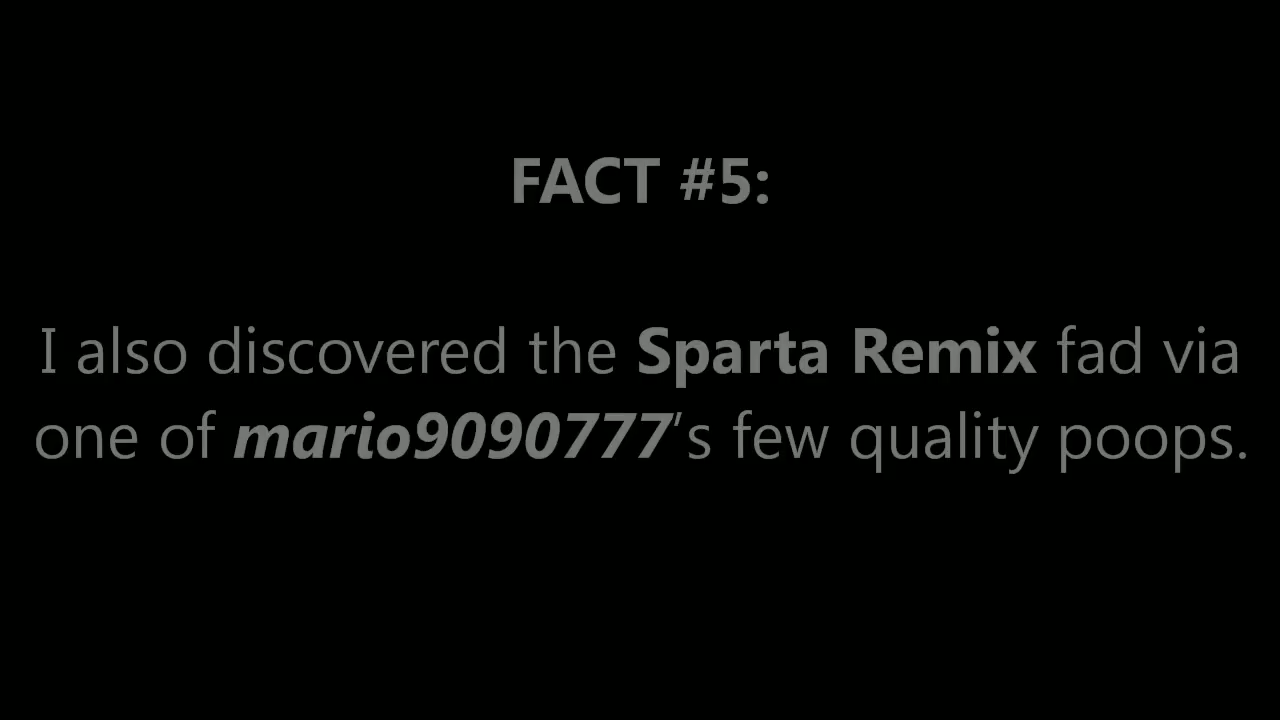 FACT #5:
I also discovered the Sparta Remix fad via
one of mario9090777's few quality poops.